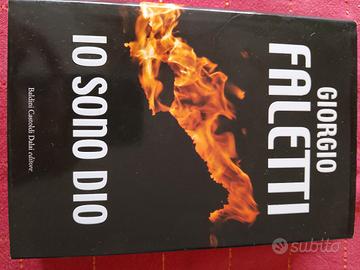 GIORGIO
FALETTI
IO SONO DIO
Baldini Castoldi Dalai editore
subito